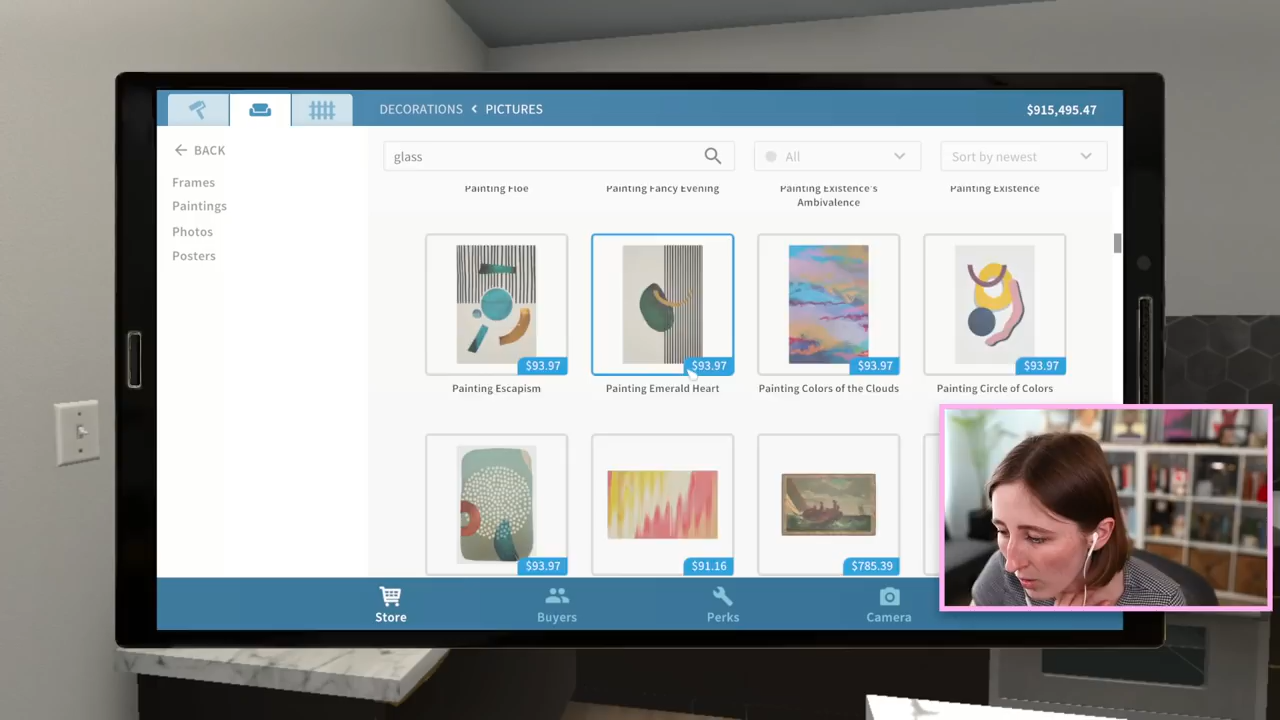 DECORATIONS < PICTURES
$915,495.47
BACK
glass
All
Sort by newest
Frames
Paintings
Photos
Posters
Painting Floe
Painting Fancy Evening
Painting Existence's
Ambivalence
Painting Existence
$93.97
$93.97
$93.97
$93.97
Painting Escapism
Painting Emerald Heart
Painting Colors of the Clouds
Painting Circle of Colors
$93.97
$91.16
$785.39
Store
Buyers
Perks
Camera